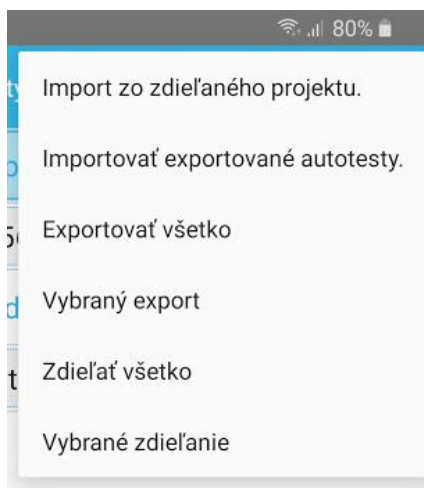 80%
Import zo zdieľaného projektu.
Importovať exportované autotesty.
Exportovať všetko
Vybraný export
Zdieľať všetko
Vybrané zdieľanie